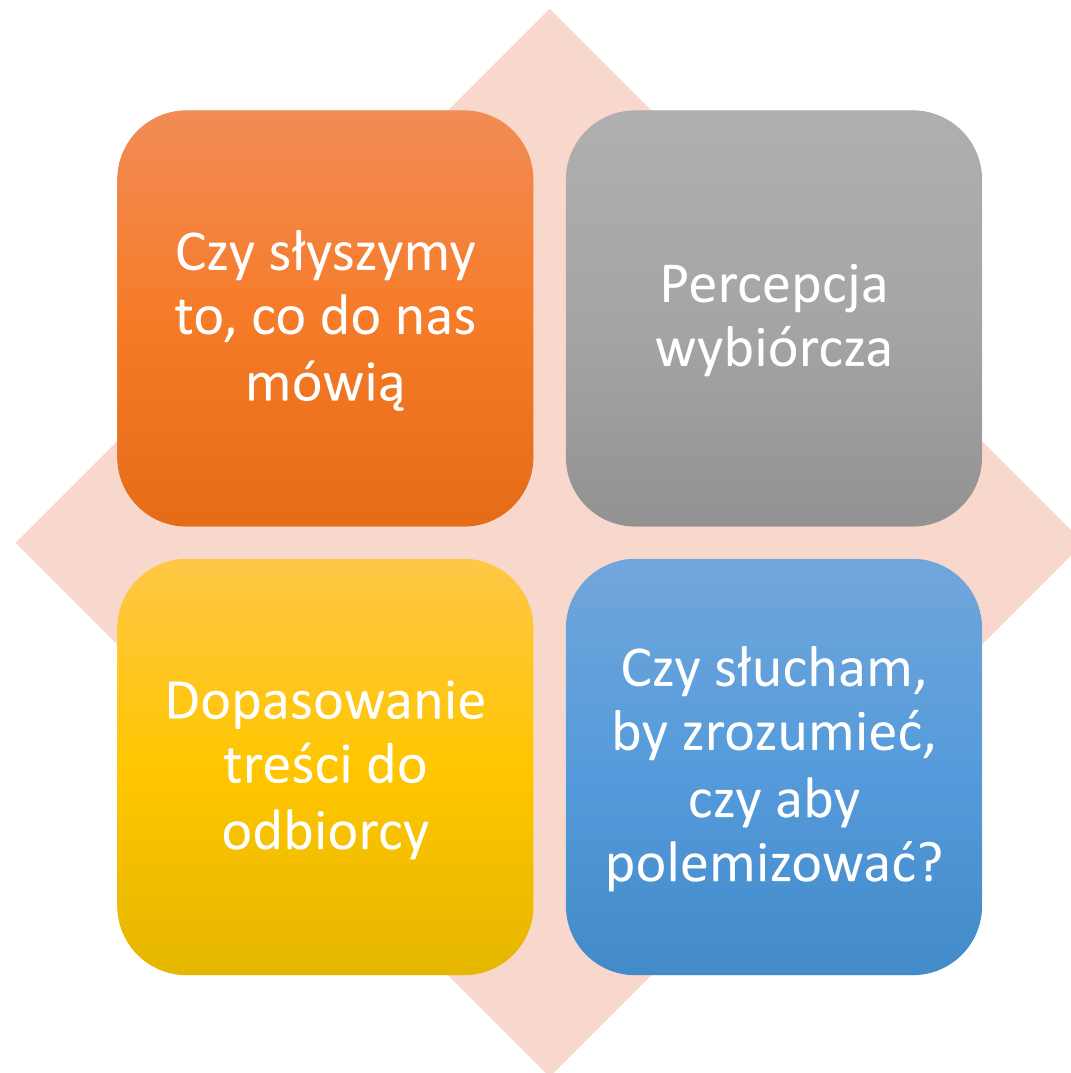 Czy słyszymy
to, co do nas
mówią
Percepcja
wybiórcza
Dopasowanie
treści do
odbiorcy
Czy słucham,
by zrozumieć,
czy aby
polemizować?